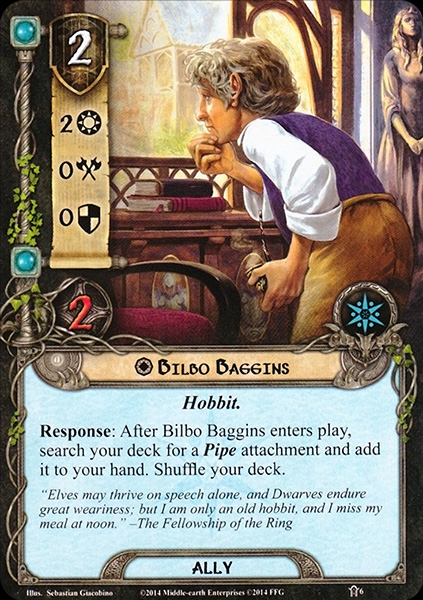 2
2
0
0
2
Bilbo Baggins
Hobbit.
Response: After Bilbo Baggins enters play,
search your deck for a Pipe attachment and add
it to your hand. Shuffle your deck.
“Elves may thrive on speech alone, and Dwarves endure
great weariness; but I am only an old hobbit, and I miss my
meal at noon.” –The Fellowship of the Ring
ALLY
Illus. Sebastian Giacobino ©2014 Middle-earth Enterprises ©2014 FFG 6